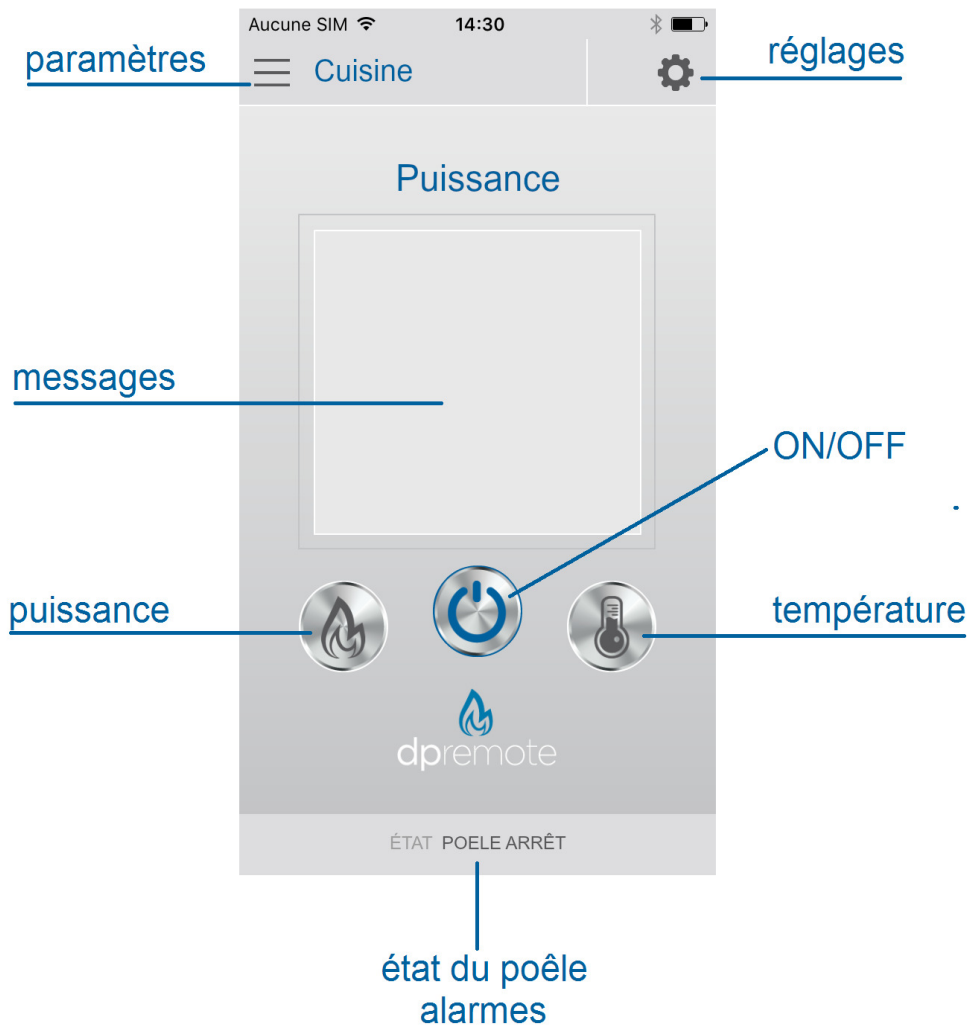 Aucune SIM 14:30
paramètres
Cuisine
réglages
Puissance
messages
ON/OFF
.
puissance
température
dpremote
ÉTAT POELE ARRÊT
état du poêle
alarmes